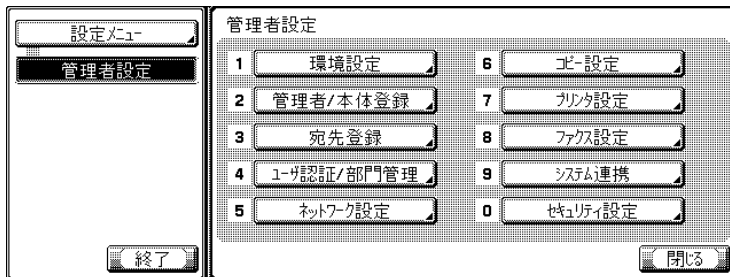 設定ﾒﾆｭｰ
管理者設定
終了
管理者設定
1 環境設定
2 管理者/本体登録
3 宛先登録
4 ﾕｰｻﾞ認証/部門管理
5 ﾈｯﾄﾜｰｸ設定
6 ｺﾋﾟｰ設定
7 ﾌﾟﾘﾝﾀ設定
8 ﾌｧｸｽ設定
9 ｼｽﾃﾑ連携
0 ｾｷｭﾘﾃｨ設定
閉じる